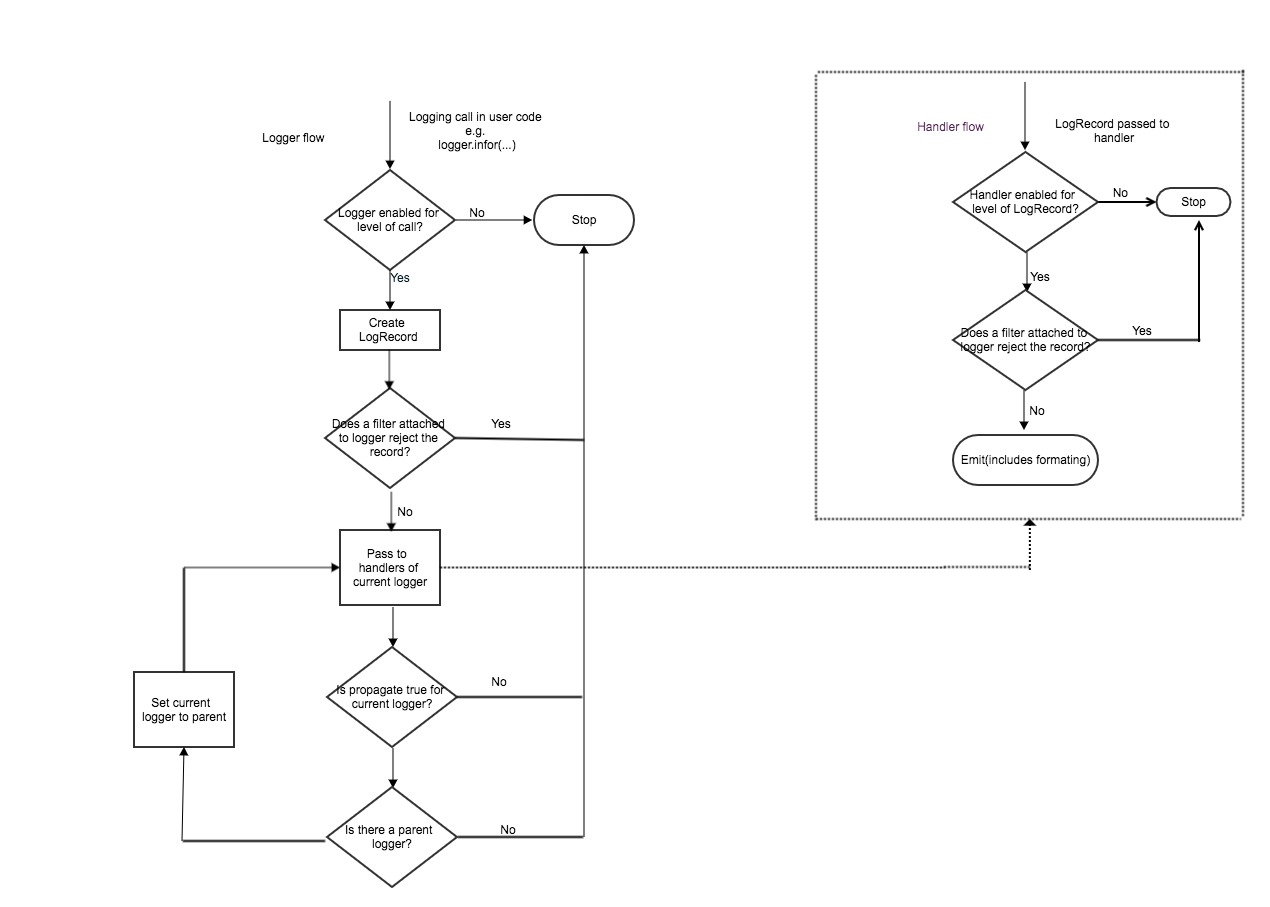 Logger flow
Logging call in user code
e.g.
logger.infor(...)
Logger enabled for
level of call?
No
Stop
Yes
Create
LogRecord
Does a filter attached
to logger reject the
record?
Yes
No
Pass to
handlers of
current logger
Is propagate true for
current logger?
No
Set current
logger to parent
Is there a parent
logger?
No
Handler flow
LogRecord passed to
handler
Handler enabled for
level of LogRecord?
No
Stop
Yes
Does a filter attached to
logger reject the record?
Yes
No
Emit(includes formating)